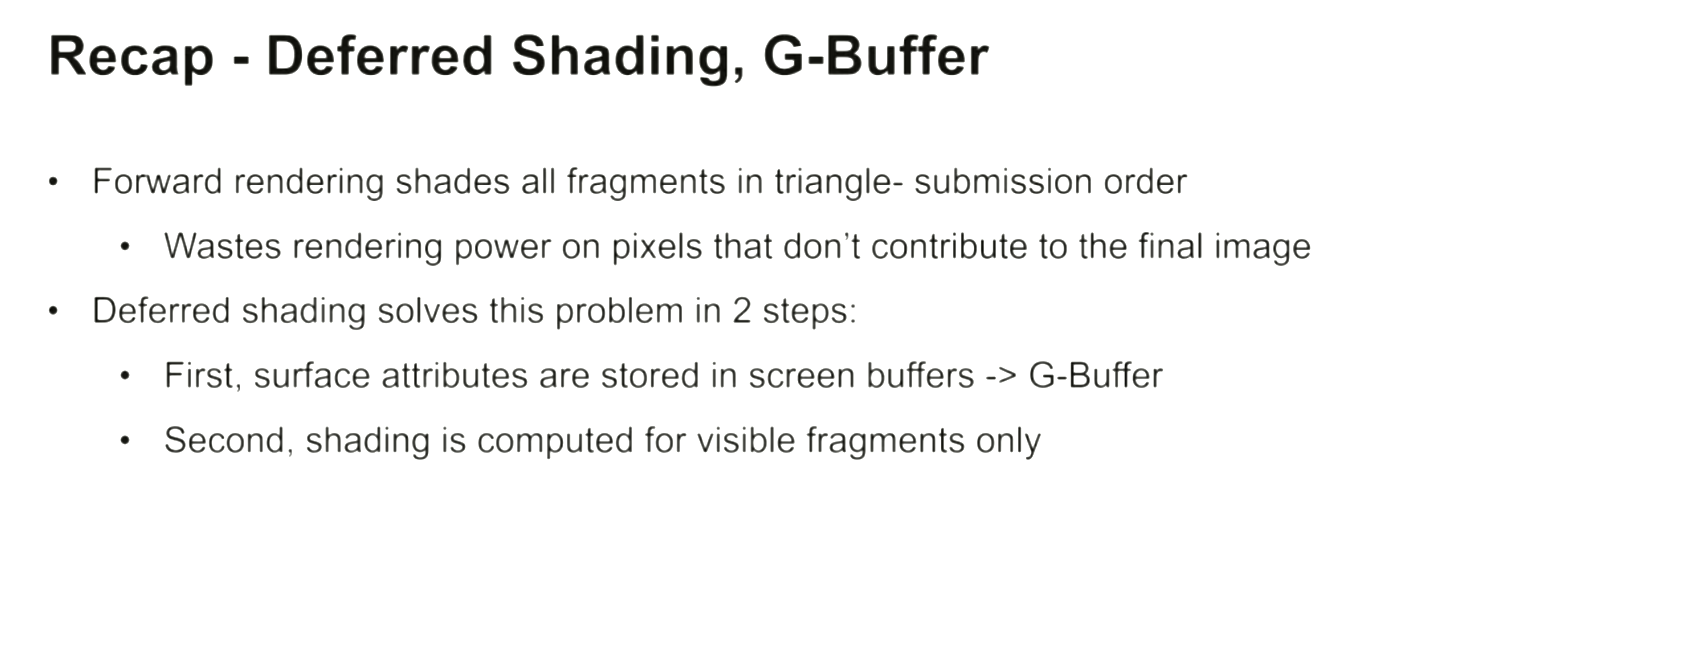 Recap - Deferred Shading, G-Buffer
• Forward rendering shades all fragments in triangle- submission order
• Wastes rendering power on pixels that don’t contribute to the final image
• Deferred shading solves this problem in 2 steps:
• First, surface attributes are stored in screen buffers -> G-Buffer
• Second, shading is computed for visible fragments only